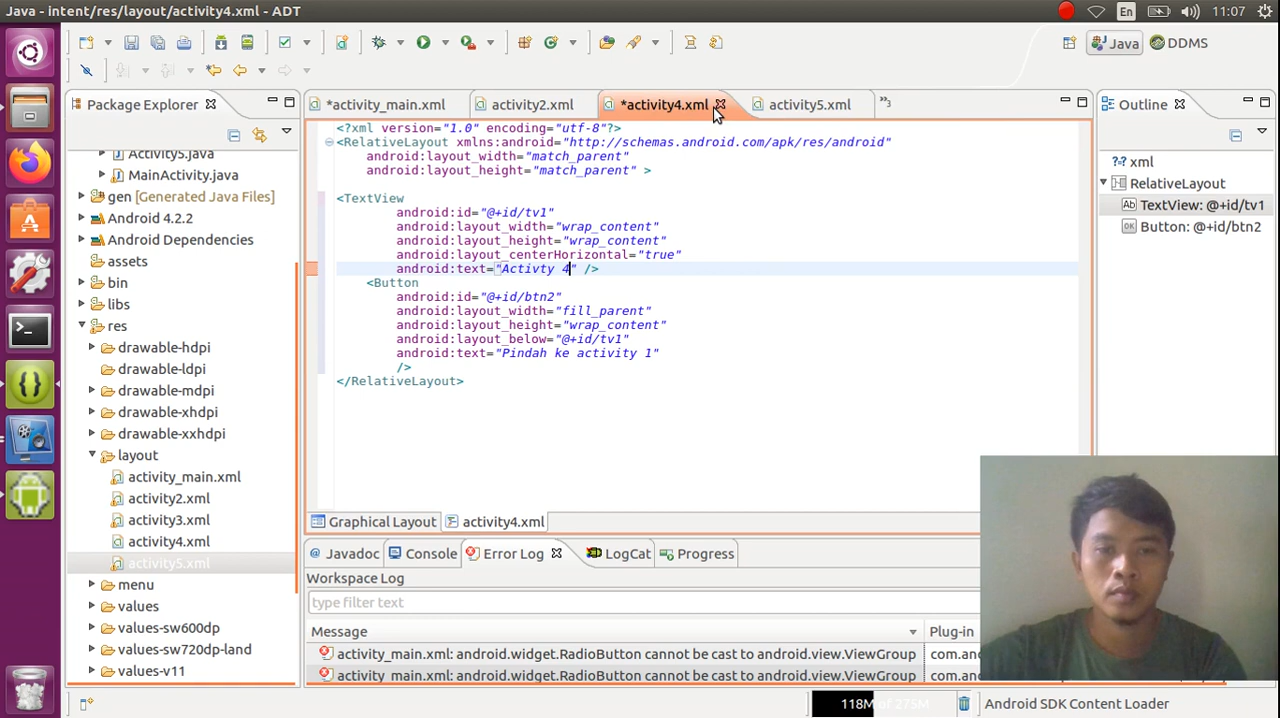 Java - intent/res/layout/activity4.xml - ADT
En
11:07
Java
DDMS
Package Explorer
*activity_main.xml
activity2.xml
*activity4.xml
activity5.xml
3
Outline
Activity5.java
MainActivity.java
gen [Generated Java Files]
Android 4.2.2
Android Dependencies
assets
bin
libs
res
drawable-hdpi
drawable-ldpi
drawable-mdpi
drawable-xhdpi
drawable-xxhdpi
layout
activity_main.xml
activity2.xml
activity3.xml
activity4.xml
activity5.xml
menu
values
values-sw600dp
values-sw720dp-land
values-v11
<?xml version="1.0" encoding="utf-8"?>
<RelativeLayout xmlns:android="http://schemas.android.com/apk/res/android"
android:layout_width="match_parent"
android:layout_height="match_parent" >
<TextView
android:id="@+id/tv1"
android:layout_width="wrap_content"
android:layout_height="wrap_content"
android:layout_centerHorizontal="true"
android:text="Activty 4" />
<Button
android:id="@+id/btn2"
android:layout_width="fill_parent"
android:layout_height="wrap_content"
android:layout_below="@+id/tv1"
android:text="Pindah ke activity 1"
/>
</RelativeLayout>
xml
RelativeLayout
Ab TextView: @+id/tv1
OK Button: @+id/btn2
Graphical Layout
activity4.xml
@ Javadoc
Console
Error Log
LogCat
Progress
Workspace Log
type filter text
Message
Plug-in
activity_main.xml: android.widget.RadioButton cannot be cast to android.view.ViewGroup
com.an
activity_main.xml: android.widget.RadioButton cannot be cast to android.view.ViewGroup
com.an
118M of 275M
Android SDK Content Loader